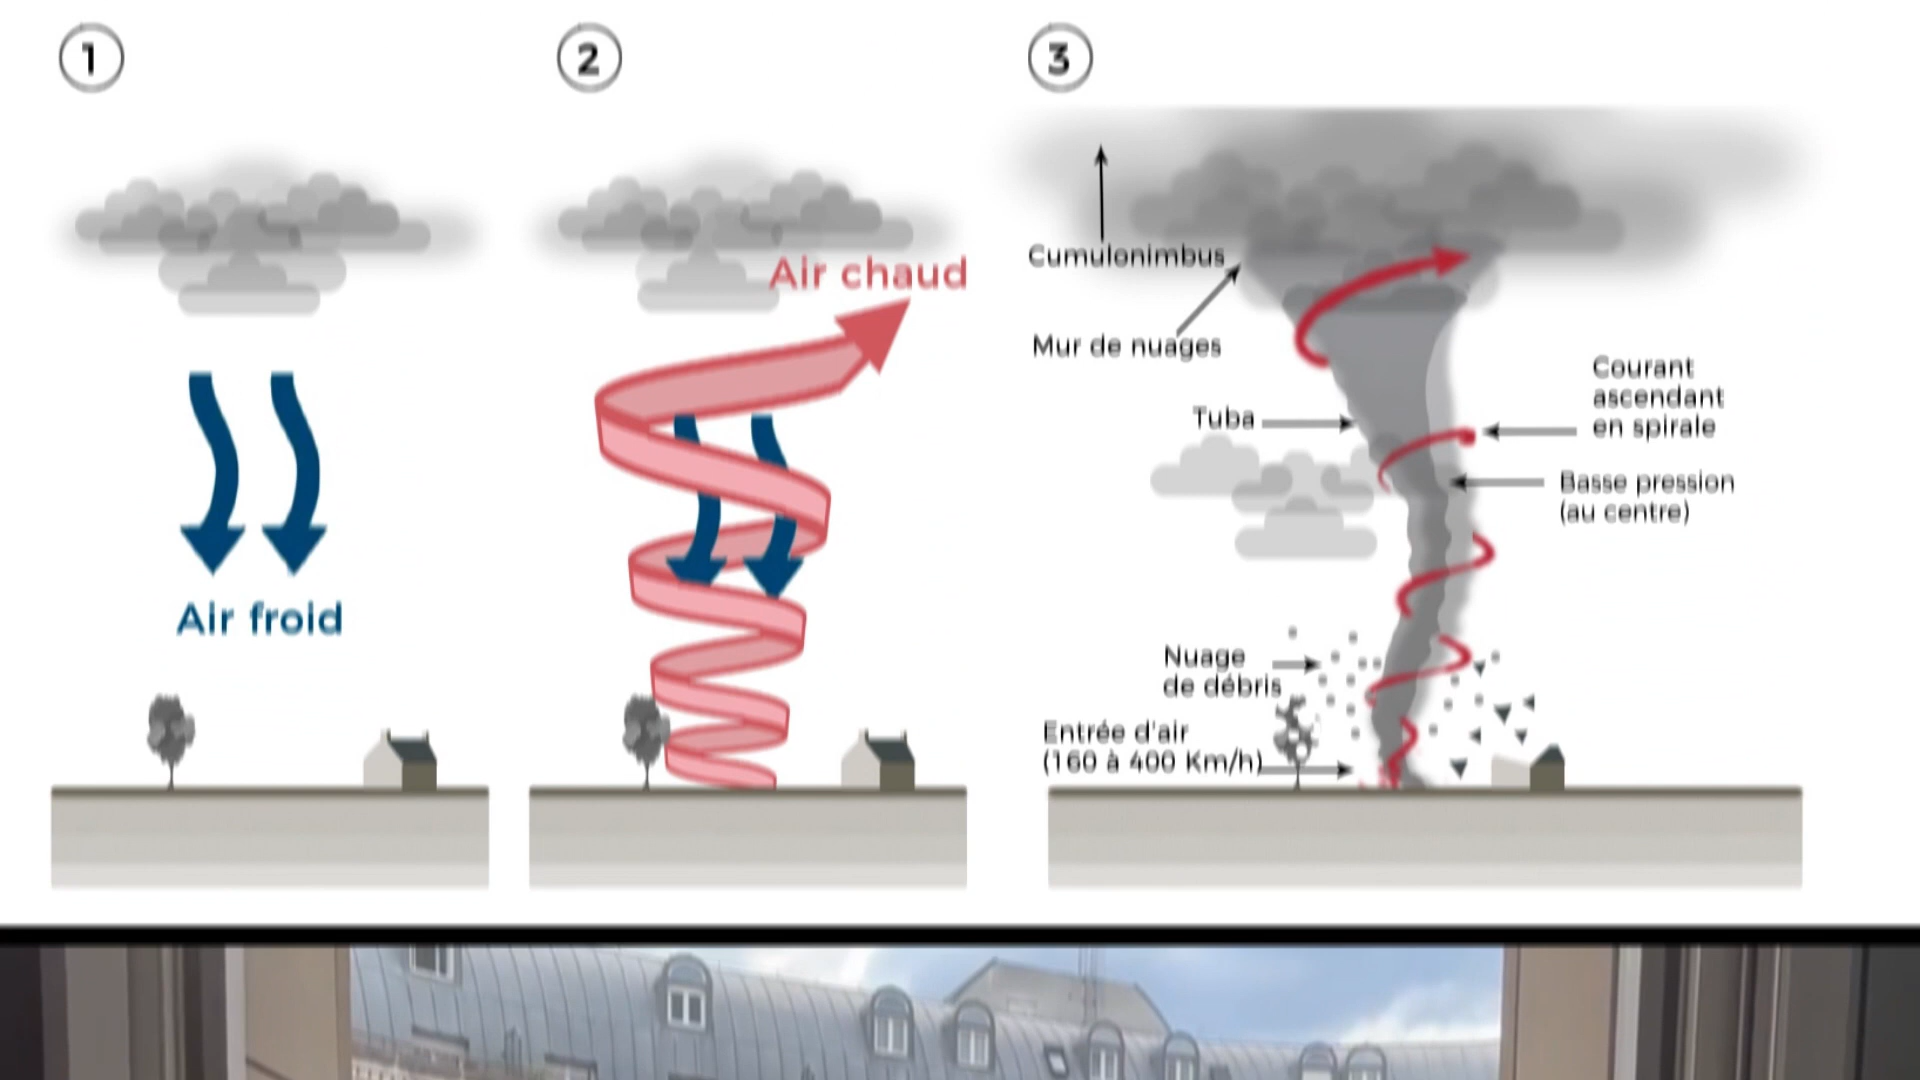 1
2
3
Air froid
Air chaud
Cumulonimbus
Mur de nuages
Tuba
Courant
ascendant
en spirale
Basse pression
(au centre)
Nuage
de débris
Entrée d'air
(160 à 400 Km/h)